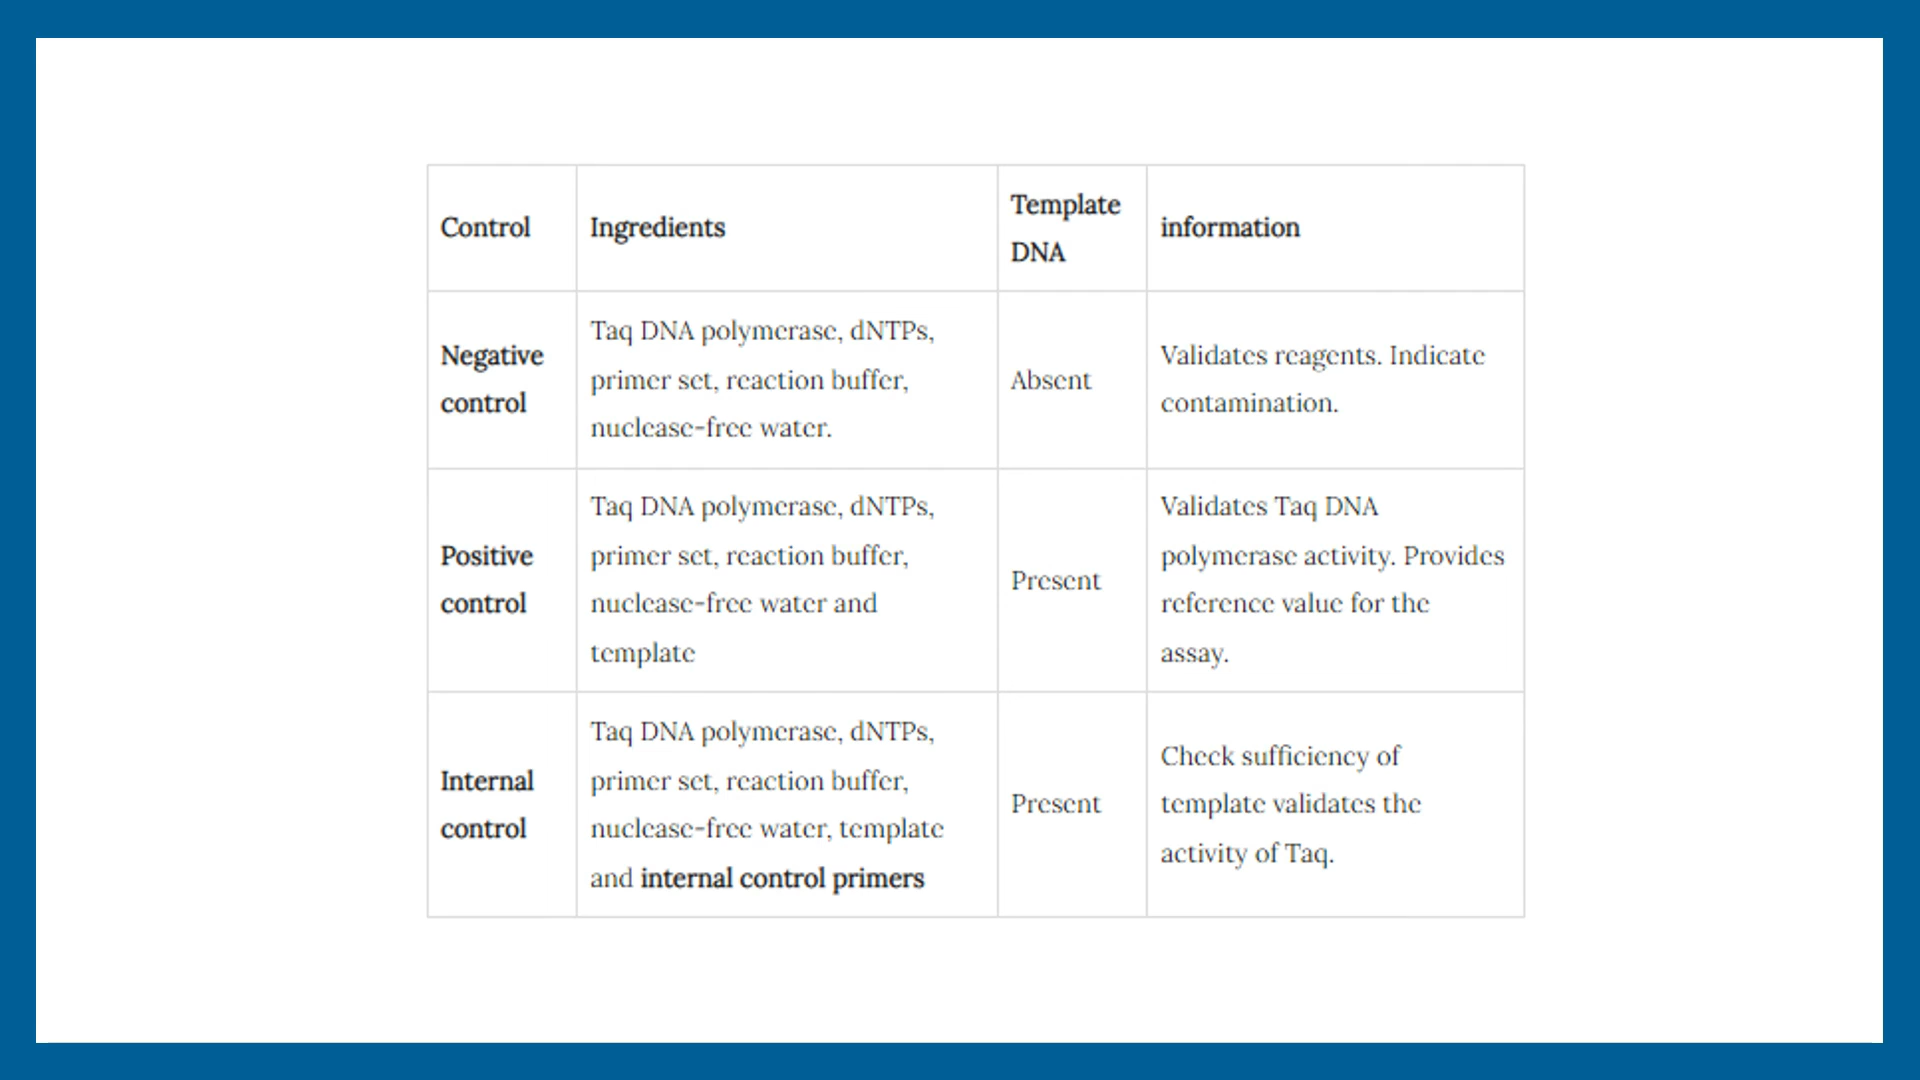 Control
Ingredients
Template
DNA
information
Negative
control
Taq DNA polymerase, dNTPs,
primer set, reaction buffer,
nuclease-free water.
Absent
Validates reagents. Indicate
contamination.
Positive
control
Taq DNA polymerase, dNTPs,
primer set, reaction buffer,
nuclease-free water and
template
Present
Validates Taq DNA
polymerase activity. Provides
reference value for the
assay.
Internal
control
Taq DNA polymerase, dNTPs,
primer set, reaction buffer,
nuclease-free water, template
and internal control primers
Present
Check sufficiency of
template validates the
activity of Taq.